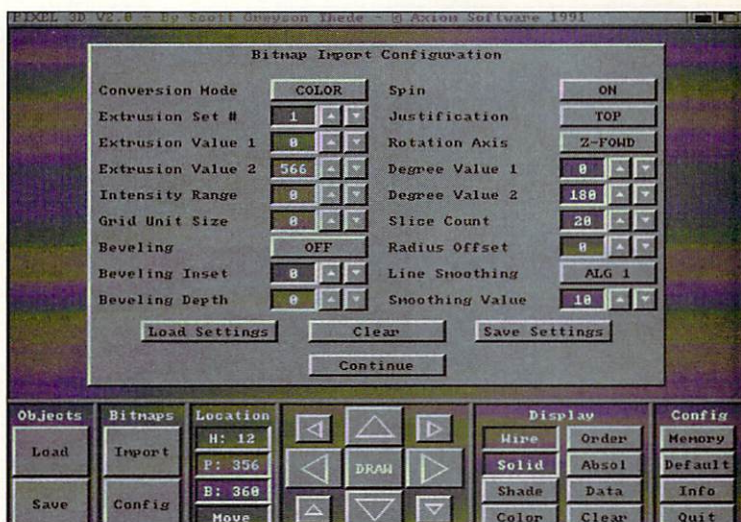 PIXEL 3D V2.0 - By Scott Greyson Thede - © Axiom Software 1991
Bitmap Import Configuration
Conversion Mode COLOR Spin ON
Extrusion Set # 1 Justification TOP
Extrusion Value 1 0 Rotation Axis Z-FOWD
Extrusion Value 2 566 Degree Value 1 0
Intensity Range 0 Degree Value 2 180
Grid Unit Size 0 Slice Count 20
Beveling OFF Radius Offset 0
Beveling Inset 0 Line Smoothing ALG 1
Beveling Depth 0 Smoothing Value 10
Load Settings Clear Save Settings
Continue
Objects Bitmaps Location Display Config
H: 12 Wire Order Memory
Load Import P: 356 DRAW Solid Absol Default
B: 360 Shade Data Info
Save Config Move Color Clear Quit